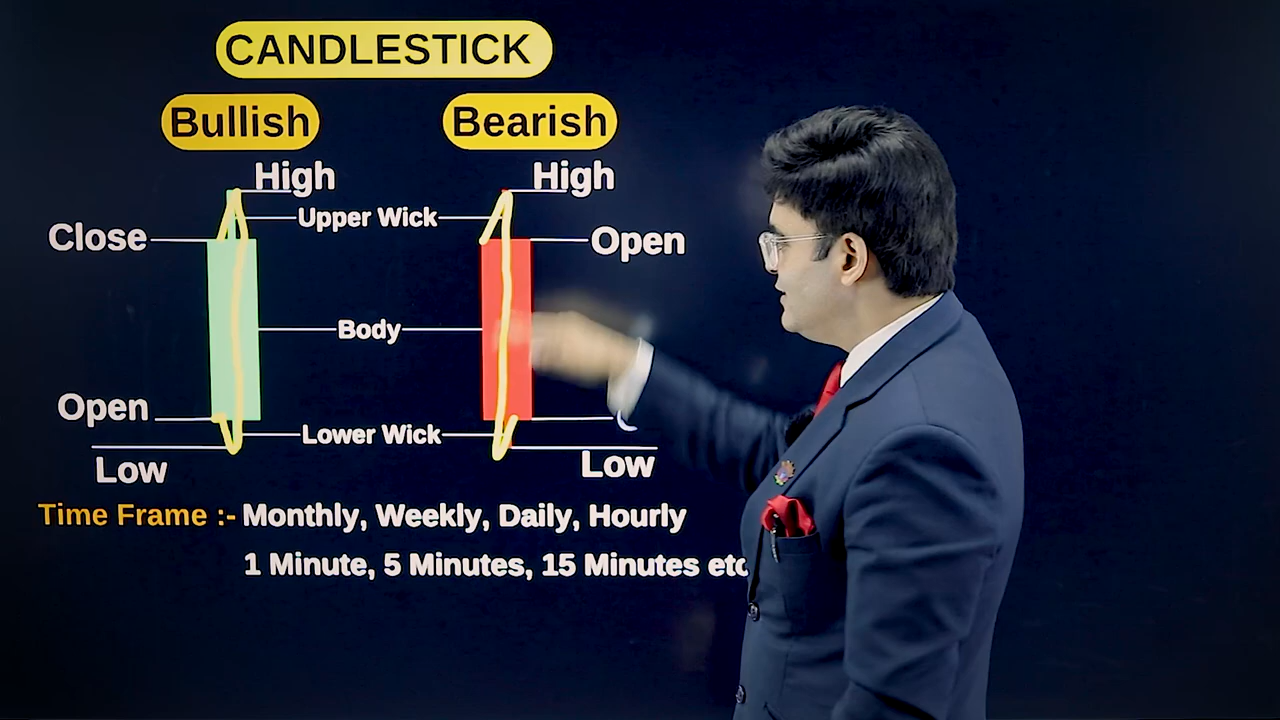 CANDLESTICK
Bullish Bearish
High High
Upper Wick
Close Open
Body
Open
Lower Wick
Low Low
Time Frame :- Monthly, Weekly, Daily, Hourly
1 Minute, 5 Minutes, 15 Minutes etc